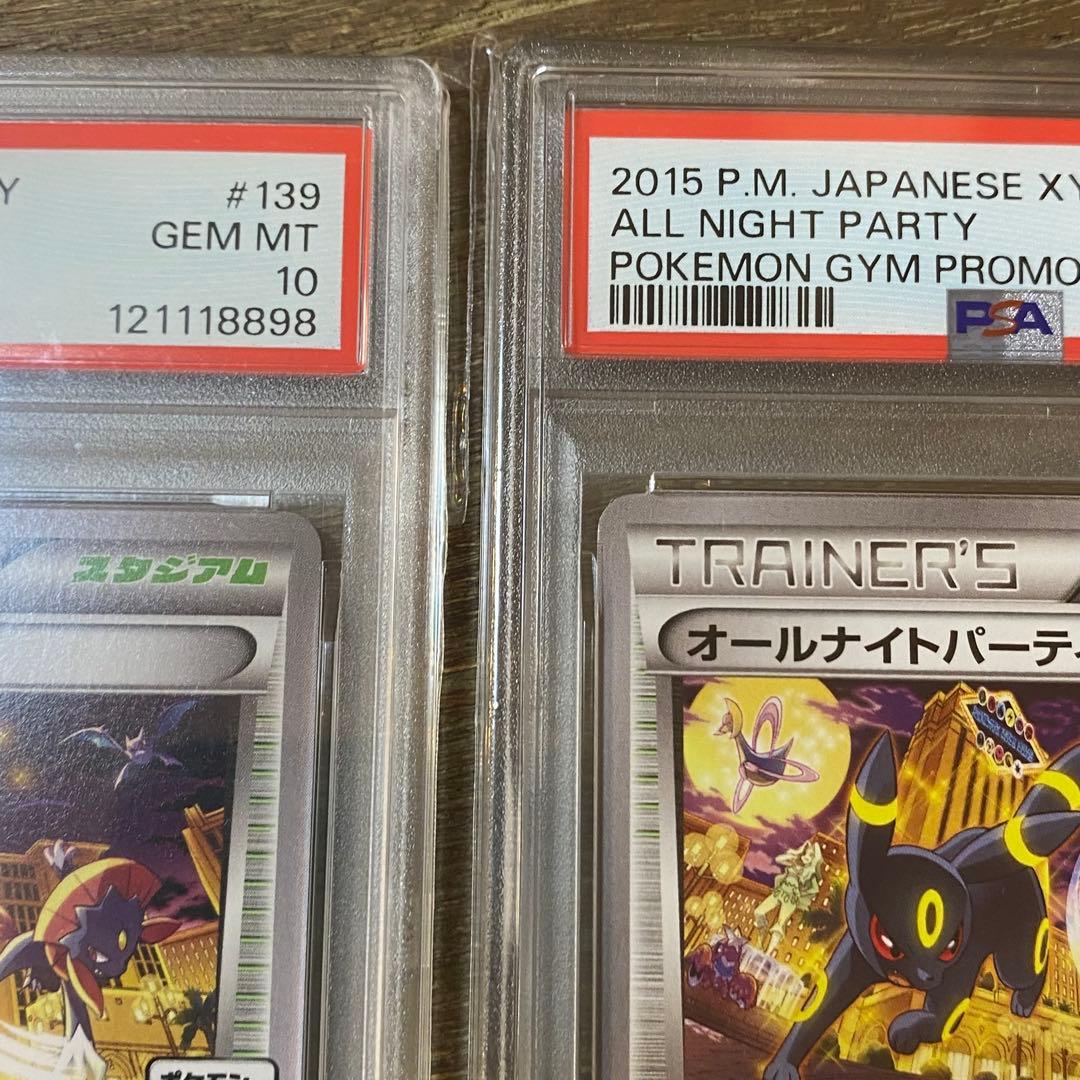 Y
#139
GEM MT
10
121118898
スタジアム
ポケモン
2015 P.M. JAPANESE XY
ALL NIGHT PARTY
POKEMON GYM PROMO
PSA
TRAINER'S
オールナイトパーティ